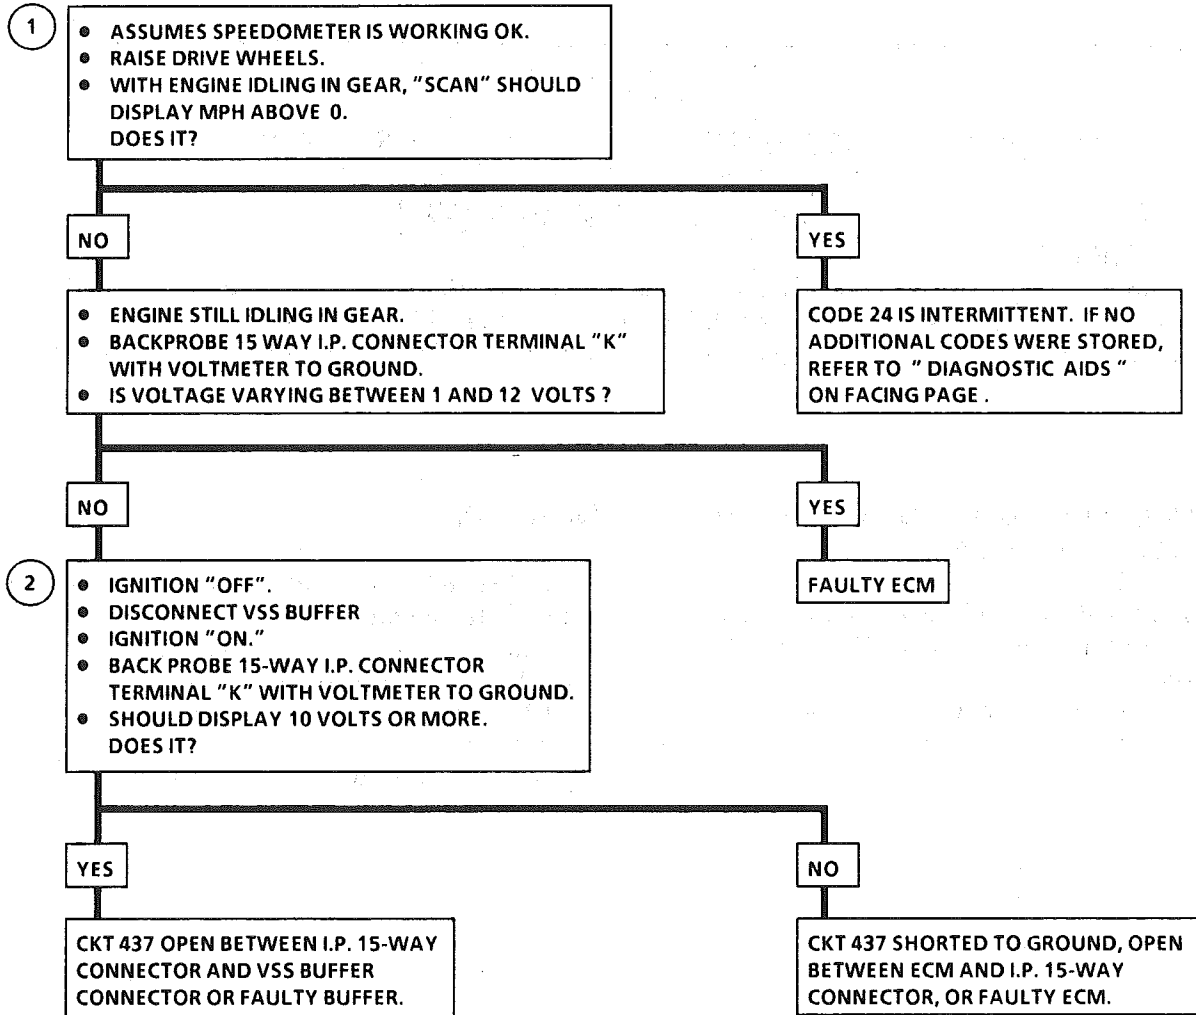 1
● ASSUMES SPEEDOMETER IS WORKING OK.
● RAISE DRIVE WHEELS.
● WITH ENGINE IDLING IN GEAR, "SCAN" SHOULD
DISPLAY MPH ABOVE 0.
DOES IT?
NO
YES
● ENGINE STILL IDLING IN GEAR.
● BACKPROBE 15 WAY I.P. CONNECTOR TERMINAL "K"
WITH VOLTMETER TO GROUND.
● IS VOLTAGE VARYING BETWEEN 1 AND 12 VOLTS ?
CODE 24 IS INTERMITTENT. IF NO
ADDITIONAL CODES WERE STORED,
REFER TO " DIAGNOSTIC AIDS "
ON FACING PAGE .
NO
YES
2
● IGNITION "OFF".
● DISCONNECT VSS BUFFER
● IGNITION "ON."
● BACK PROBE 15-WAY I.P. CONNECTOR
TERMINAL "K" WITH VOLTMETER TO GROUND.
● SHOULD DISPLAY 10 VOLTS OR MORE.
DOES IT?
FAULTY ECM
YES
NO
CKT 437 OPEN BETWEEN I.P. 15-WAY
CONNECTOR AND VSS BUFFER
CONNECTOR OR FAULTY BUFFER.
CKT 437 SHORTED TO GROUND, OPEN
BETWEEN ECM AND I.P. 15-WAY
CONNECTOR, OR FAULTY ECM.